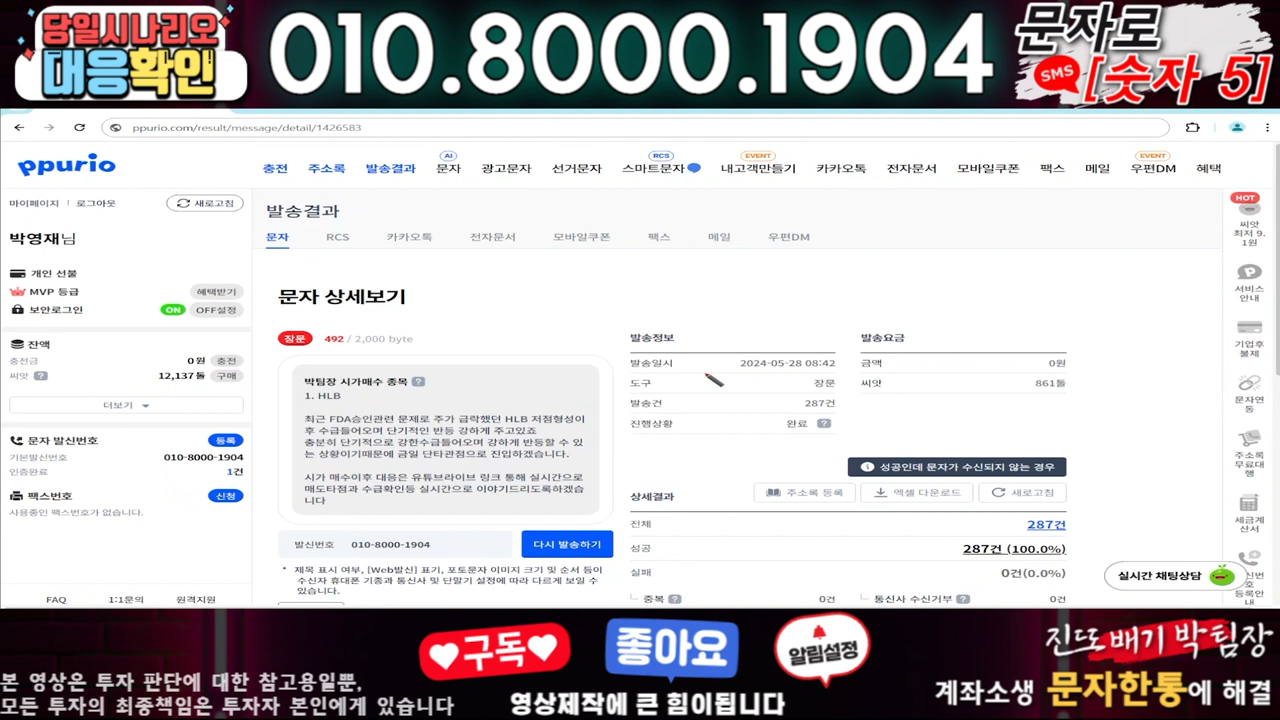 당일시나리오
대응확인
010.8000.1904
문자로
SMS [숫자 5]
ppurio.com/result/message/detail/1426583
ppurio
충전 주소록 발송결과 AI 문자 광고문자 선거문자 RCS 스마트문자 EVENT 내고객만들기 카카오톡 전자문서 모바일쿠폰 팩스 메일 EVENT 우편DM 혜택
마이페이지 | 로그아웃 새로고침
박영재님
개인 선불
MVP 등급 혜택받기
보안로그인 ON OFF설정
잔액
충전금 0원 충전
씨앗 ? 12,137톨 구매
더보기
문자 발신번호 등록
기본발신번호 010-8000-1904
인증완료 1건
팩스번호 신청
사용중인 팩스번호가 없습니다.
FAQ 1:1문의 원격지원
발송결과
문자 RCS 카카오톡 전자문서 모바일쿠폰 팩스 메일 우편DM
문자 상세보기
장문 492 / 2,000 byte
박팀장 시가매수 종목 ?
1. HLB
최근 FDA승인관련 문제로 주가 급락했던 HLB 저점형성이
후 수급들어오며 단기적인 반등 강하게 주고있죠
충분히 단기적으로 강한수급들어오며 강하게 반등할 수 있
는 상황이기때문에 금일 단타관점으로 진입하겠습니다.
시가 매수이후 대응은 유튜브라이브 링크 통해 실시간으로
매도타점과 수급확인등 실시간으로 이야기드리도록하겠습
니다
발신번호 010-8000-1904 다시 발송하기
* 제목 표시 여부, [Web발신] 표기, 포토문자 이미지 크기 및 순서 등이
수신자 휴대폰 기종과 통신사 및 단말기 설정에 따라 다르게 보일 수
있습니다.
발송정보
발송일시 2024-05-28 08:42
도구 장문
발송건 287건
진행상황 완료 ?
발송요금
금액 0원
씨앗 861톨
성공인데 문자가 수신되지 않는 경우
상세결과 주소록 등록 엑셀 다운로드 새로고침
전체 287건
성공 287건 (100.0%)
실패 0건(0.0%)
중복 ? 0건 통신사 수신거부 ? 0건
HOT
씨앗
최저 9.
1원
서비스
안내
기업후
불제
문자연
동
주소록
무료대
행
세금계
산서
실시간 채팅상담
신번
호
등록안
내
구독
좋아요
알림설정
영상제작에 큰 힘이됩니다
본 영상은 투자 판단에 대한 참고용일뿐,
모든 투자의 최종책임은 투자자 본인에게 있습니다
진또배기 박팀장
계좌소생 문자한통에 해결